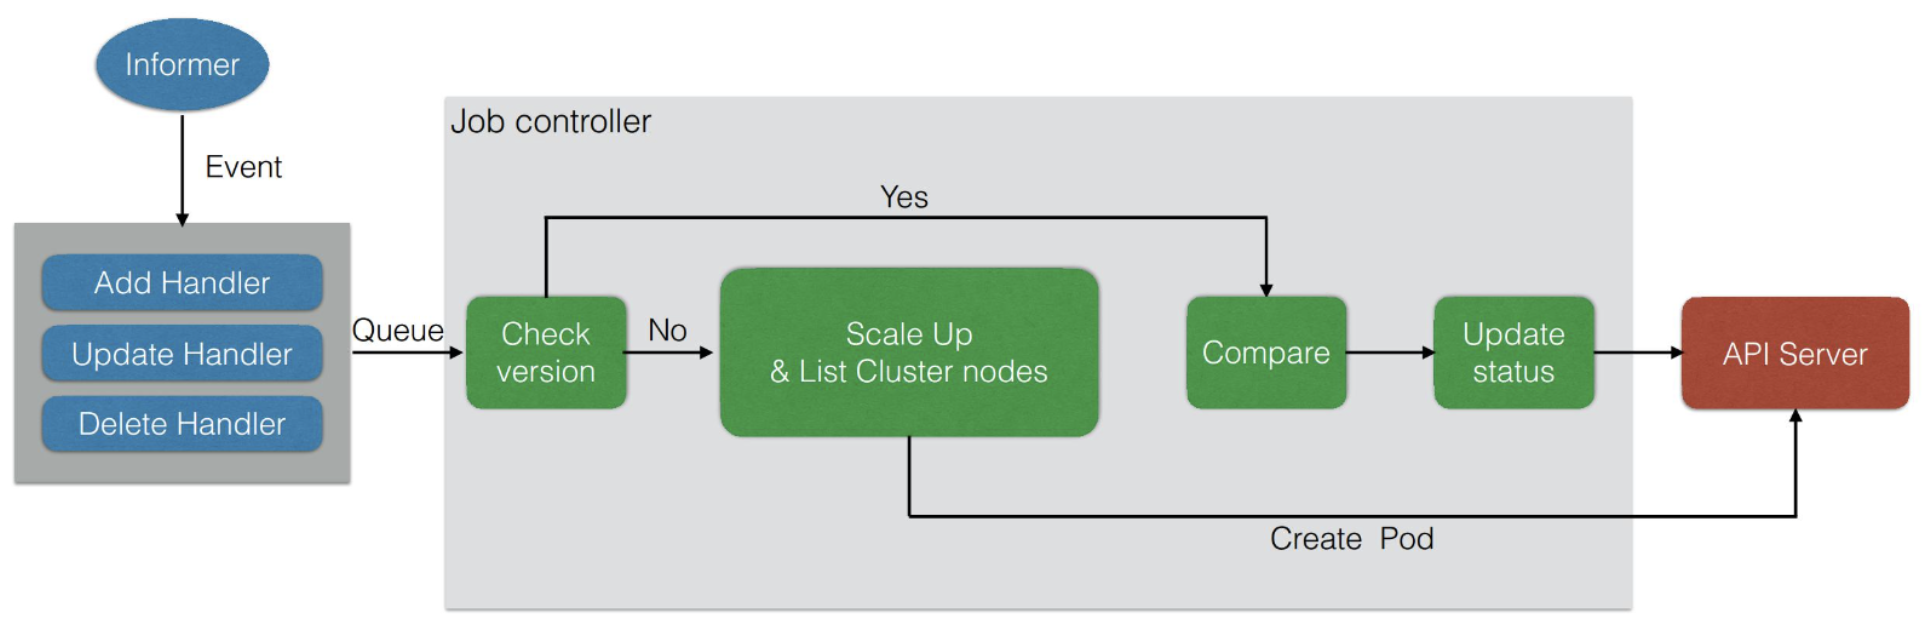 Informer
Event
Add Handler
Update Handler
Delete Handler
Queue
Job controller
Yes
Check
version
No
Scale Up
& List Cluster nodes
Compare
Update
status
API Server
Create Pod